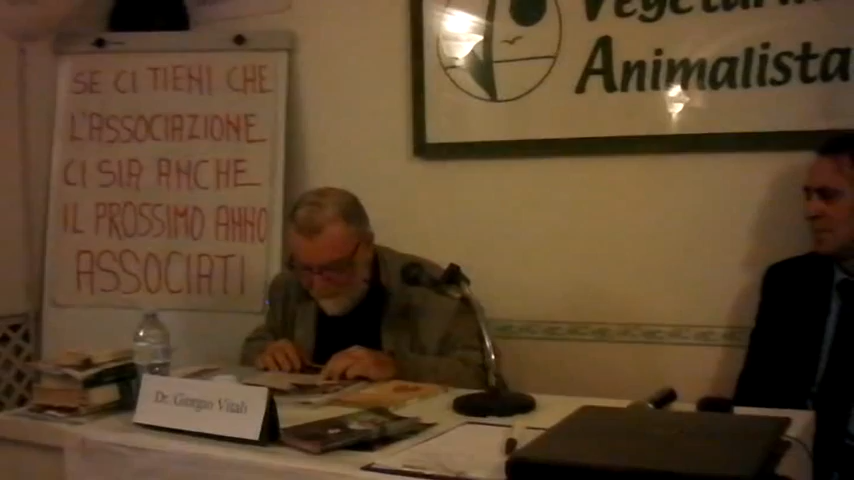 SE CI TIENI CHE
L'ASSOCIAZIONE
CI SIA ANCHE
IL PROSSIMO ANNO
ASSOCIATI
Animalista
Dr. Giorgio Vitali